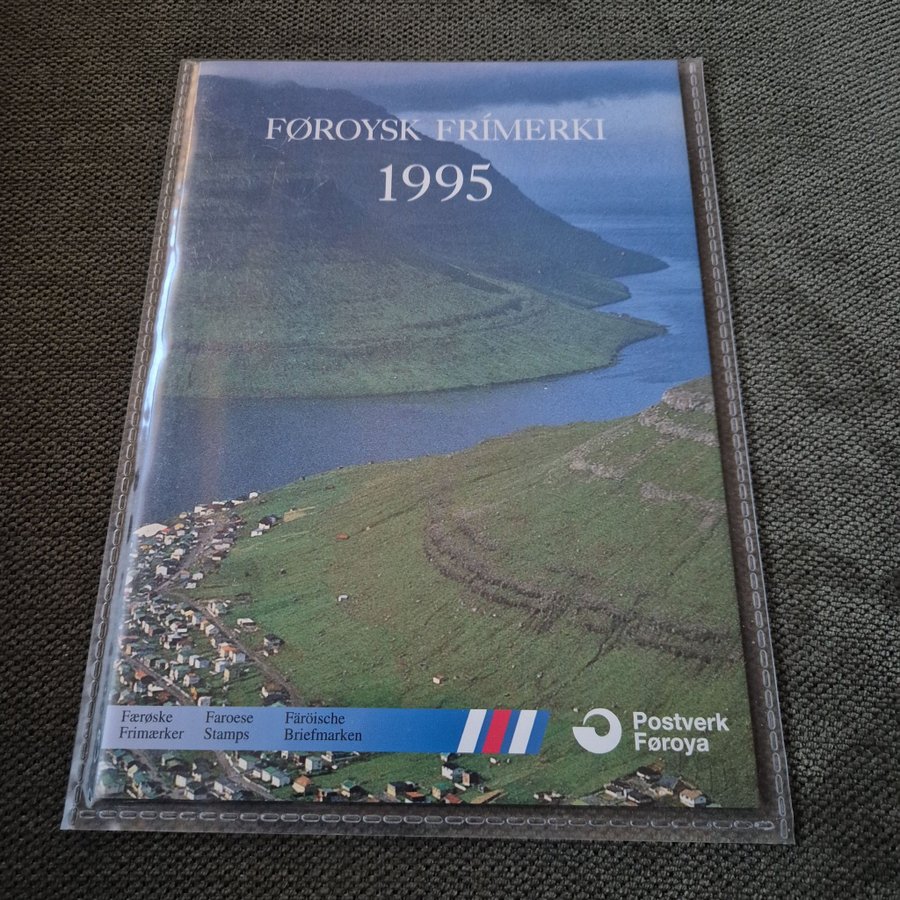 FØROYSK FRÍMERKI
1995
Færøske
Frimærker
Faroese
Stamps
Färöische
Briefmarken
Postverk
Føroya